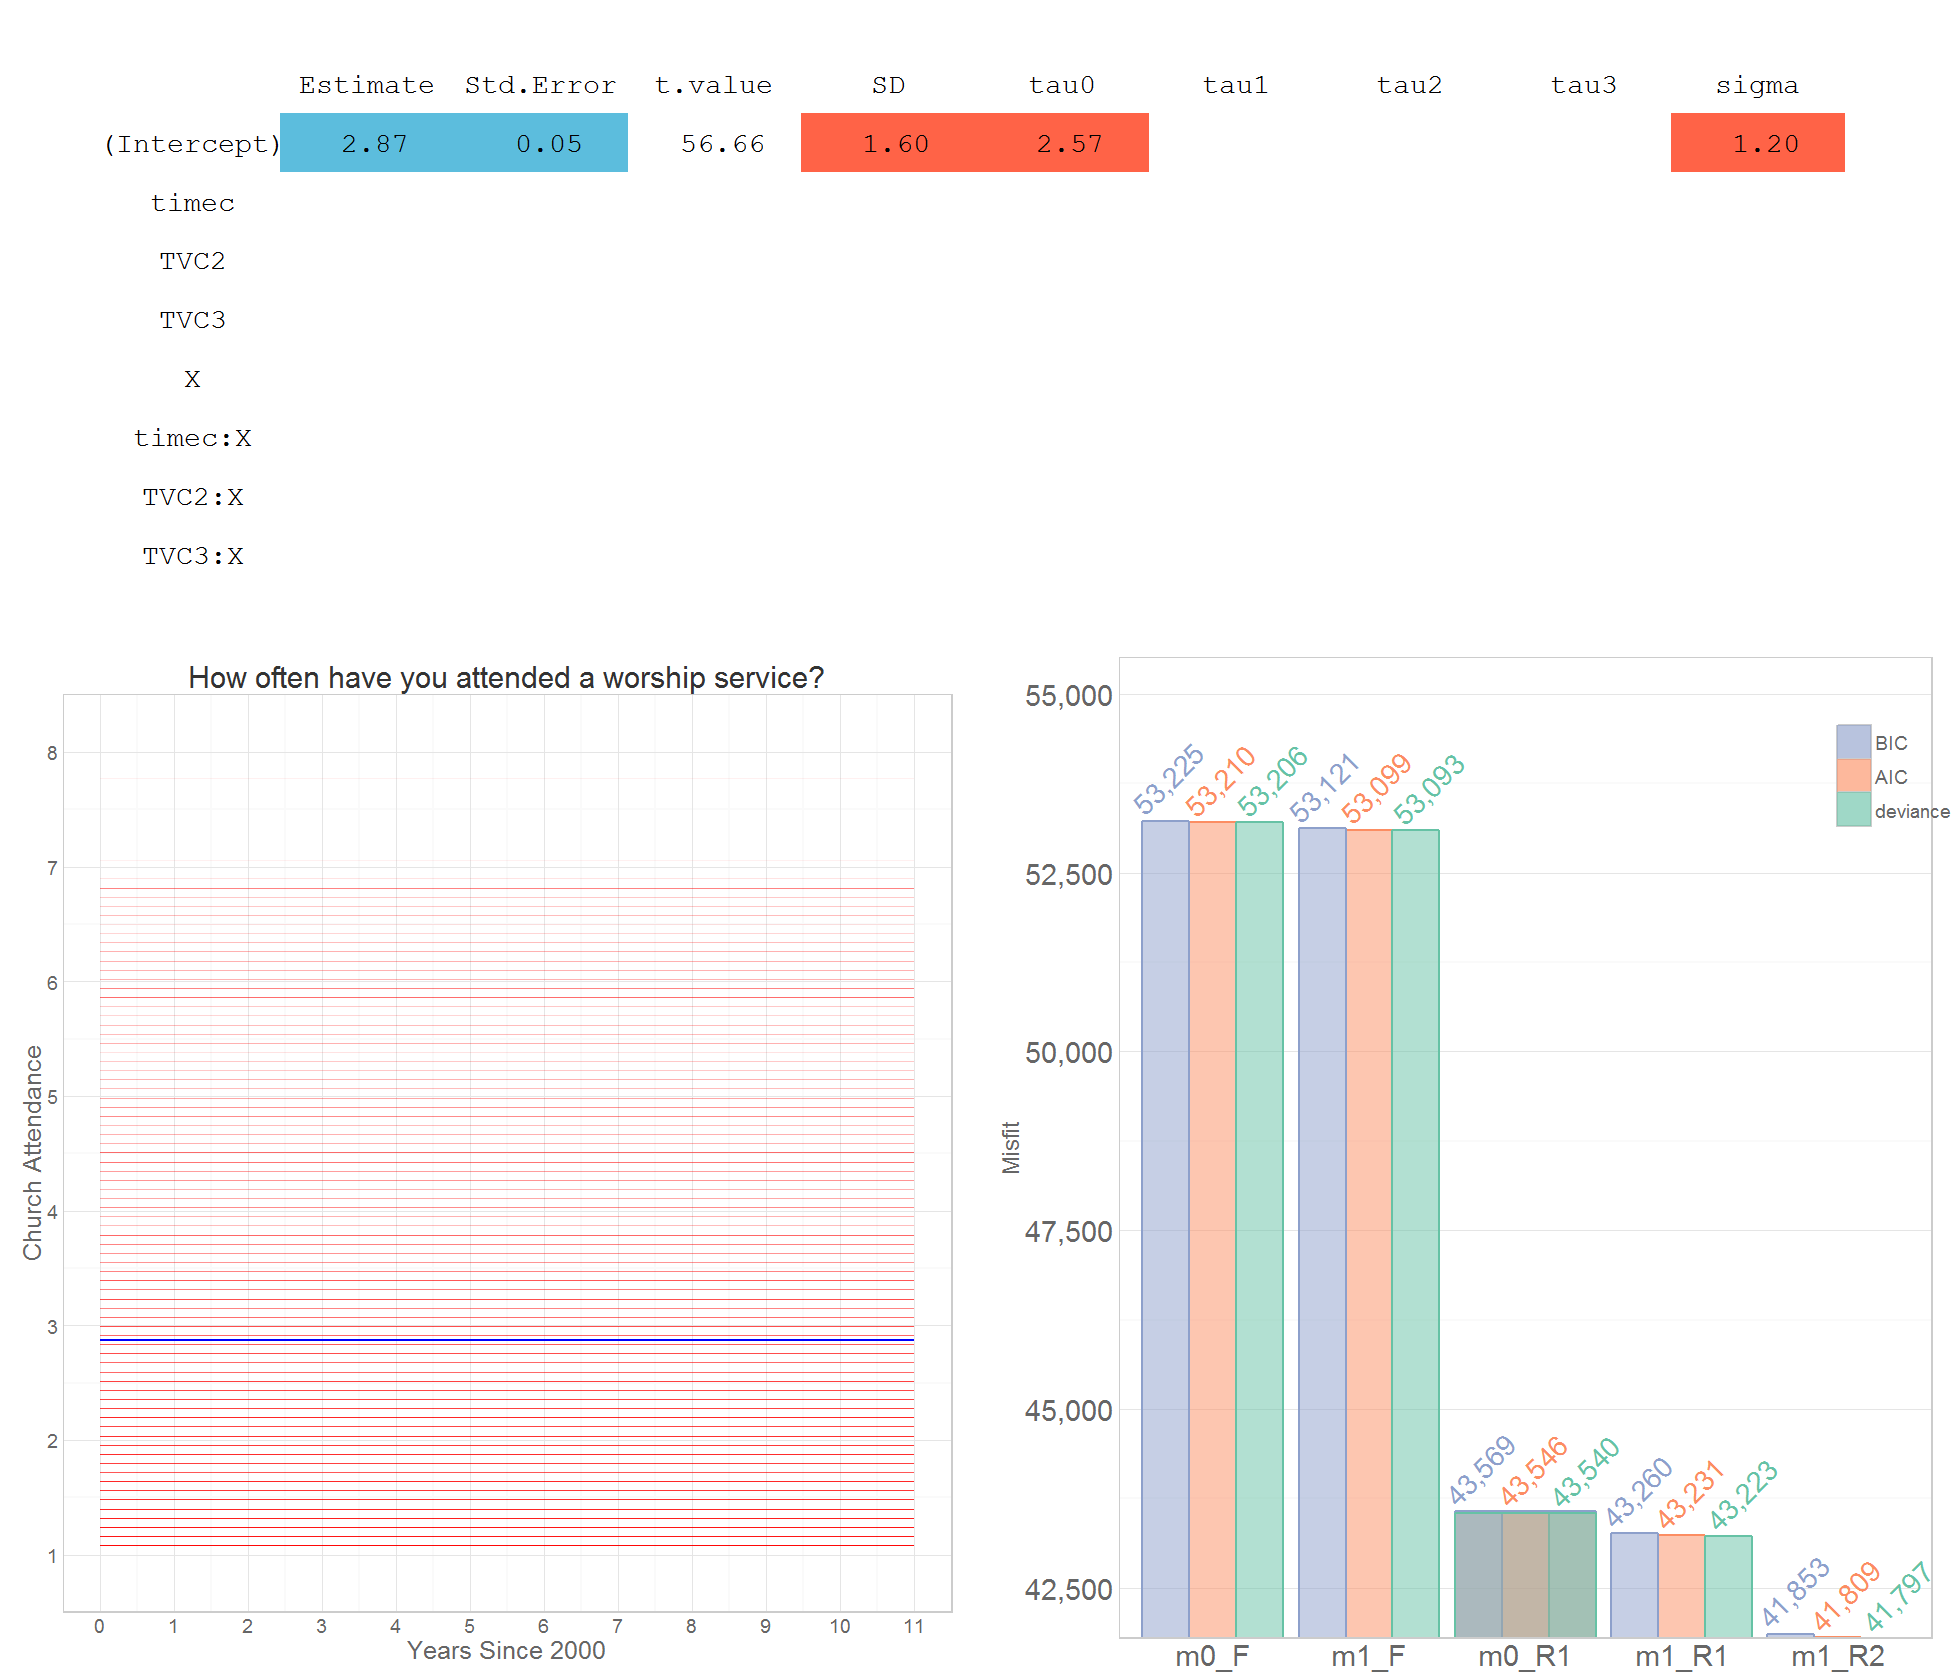 Estimate Std.Error t.value SD tau0 tau1 tau2 tau3 sigma
(Intercept) 2.87 0.05 56.66 1.60 2.57 1.20
timec
TVC2
TVC3
X
timec:X
TVC2:X
TVC3:X
How often have you attended a worship service?
Church Attendance
8
7
6
5
4
3
2
1
0 1 2 3 4 5 6 7 8 9 10 11
Years Since 2000
Misfit
55,000
52,500
50,000
47,500
45,000
42,500
53,225 53,210 53,206 53,121 53,099 53,093
43,569 43,546 43,540 43,260 43,231 43,223
41,853 41,809 41,797
BIC
AIC
deviance
m0_F m1_F m0_R1 m1_R1 m1_R2